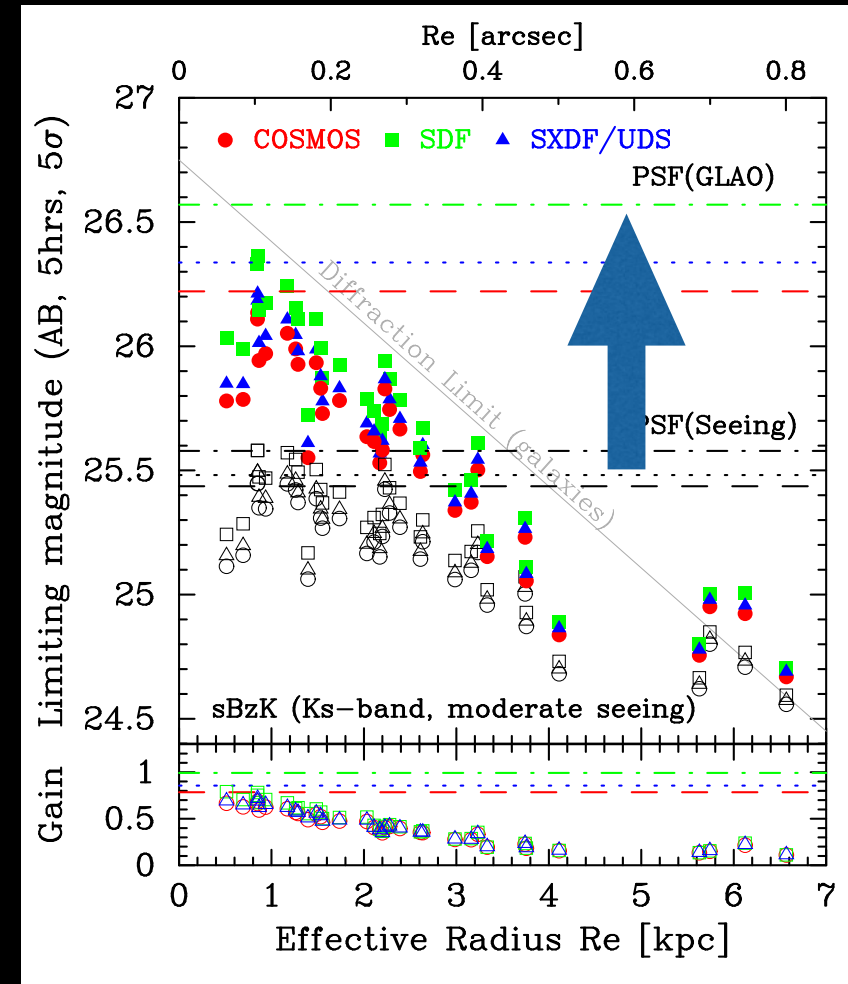 Re [arcsec]
0 0.2 0.4 0.6 0.8
27
COSMOS SDF SXDF/UDS
PSF(GLAO)
26.5
26
Diffraction Limit (galaxies)
PSF(Seeing)
25.5
25
24.5
sBzK (Ks-band, moderate seeing)
Limiting magnitude (AB, 5hrs, 5σ)
Gain
1
0.5
0
0 1 2 3 4 5 6 7
Effective Radius Re [kpc]